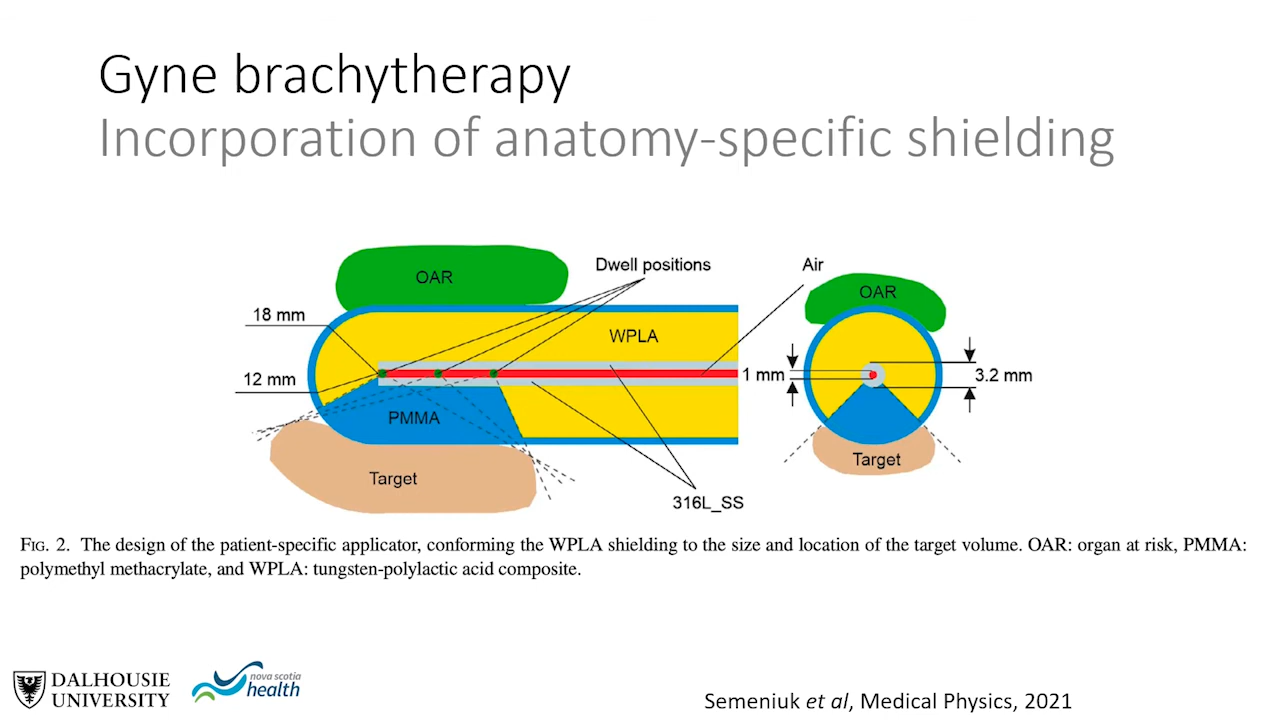 Gyne brachytherapy
Incorporation of anatomy-specific shielding
OAR
Dwell positions
Air
OAR
18 mm
WPLA
12 mm
1 mm
3.2 mm
PMMA
Target
Target
316L_SS
FIG. 2. The design of the patient-specific applicator, conforming the WPLA shielding to the size and location of the target volume. OAR: organ at risk, PMMA:
polymethyl methacrylate, and WPLA: tungsten-polylactic acid composite.
DALHOUSIE
UNIVERSITY
nova scotia
health
Semeniuk et al, Medical Physics, 2021